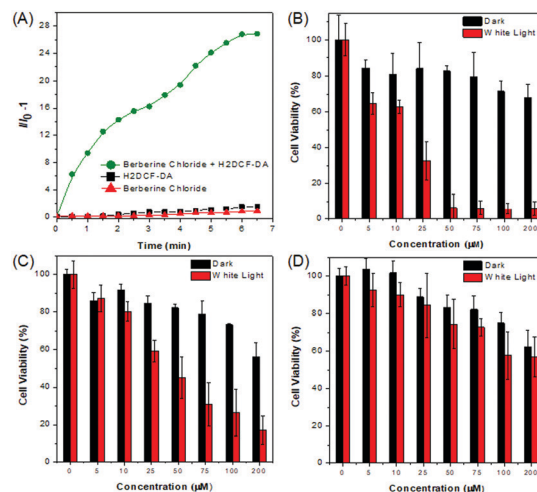 (A)
28
24
20
16
12
8
4
0
I/I0 -1
Berberine Chloride + H2DCF-DA
H2DCF-DA
Berberine Chloride
0 1 2 3 4 5 6 7
Time (min)
(B)
Dark
White Light
100
80
60
40
20
0
Cell Viability (%)
0 5 10 25 50 75 100 200
Concentration (μM)
(C)
Dark
White Light
100
80
60
40
20
0
Cell Viability (%)
0 5 10 25 50 75 100 200
Concentration (μM)
(D)
Dark
White Light
100
80
60
40
20
0
Cell Viability (%)
0 5 10 25 50 75 100 200
Concentration (μM)